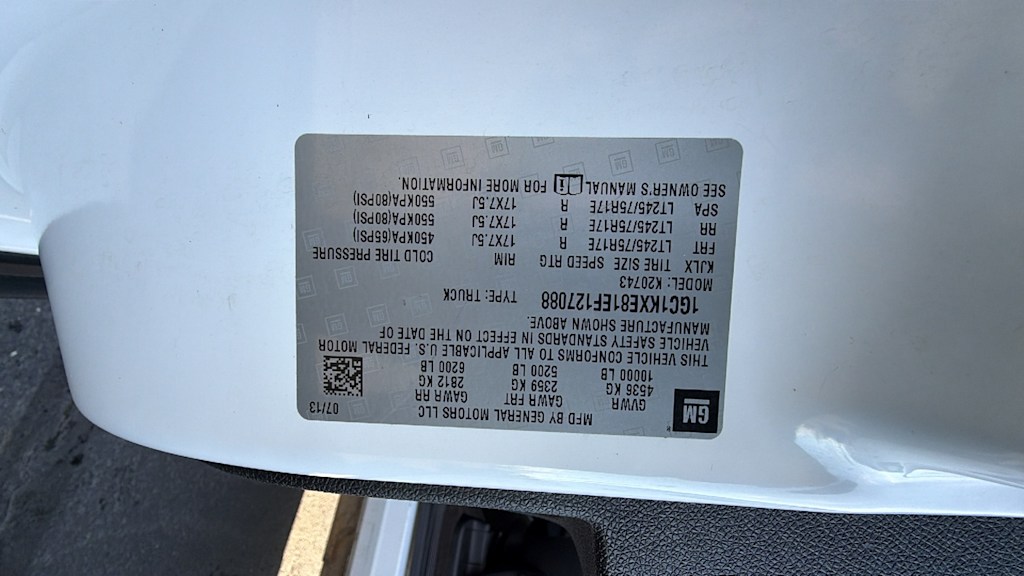 GM
MFD BY GENERAL MOTORS LLC 07/13
GVWR GAWR FRT GAWR RR
4536 KG 2359 KG 2812 KG
10000 LB 5200 LB 6200 LB
THIS VEHICLE CONFORMS TO ALL APPLICABLE U.S. FEDERAL MOTOR
VEHICLE SAFETY STANDARDS IN EFFECT ON THE DATE OF
MANUFACTURE SHOWN ABOVE.
1GC1KXE81EF127088 TYPE: TRUCK
MODEL: K20743
KJLX TIRE SIZE SPEED RTG RIM COLD TIRE PRESSURE
FRT LT245/75R17E R 17X7.5J 450KPA(65PSI)
RR LT245/75R17E R 17X7.5J 550KPA(80PSI)
SPA LT245/75R17E R 17X7.5J 550KPA(80PSI)
SEE OWNER'S MANUAL FOR MORE INFORMATION.